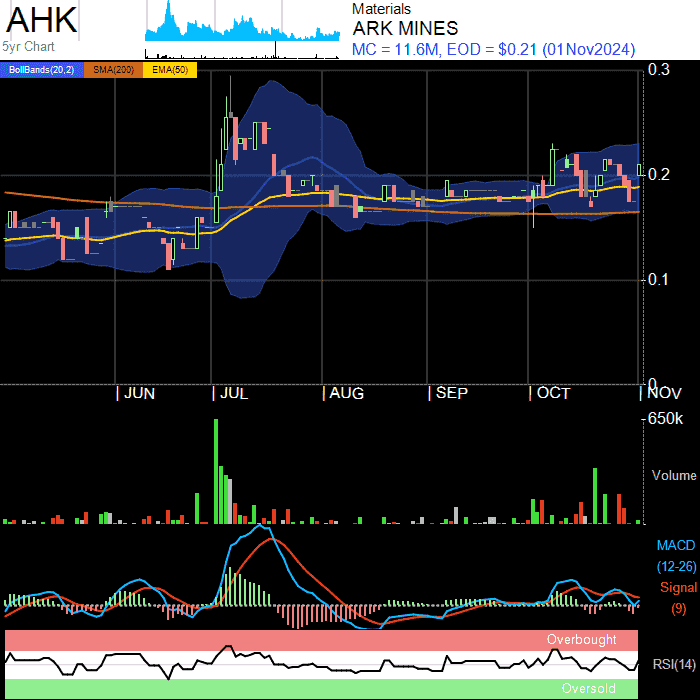 AHK
5yr Chart
Materials
ARK MINES
MC = 11.6M, EOD = $0.21 (01Nov2024)
BollBands(20,2) SMA(200) EMA(50)
0.3
0.2
0.1
0
JUN JUL AUG SEP OCT NOV
650k
Volume
MACD
(12-26)
Signal
(9)
Overbought
RSI(14)
Oversold